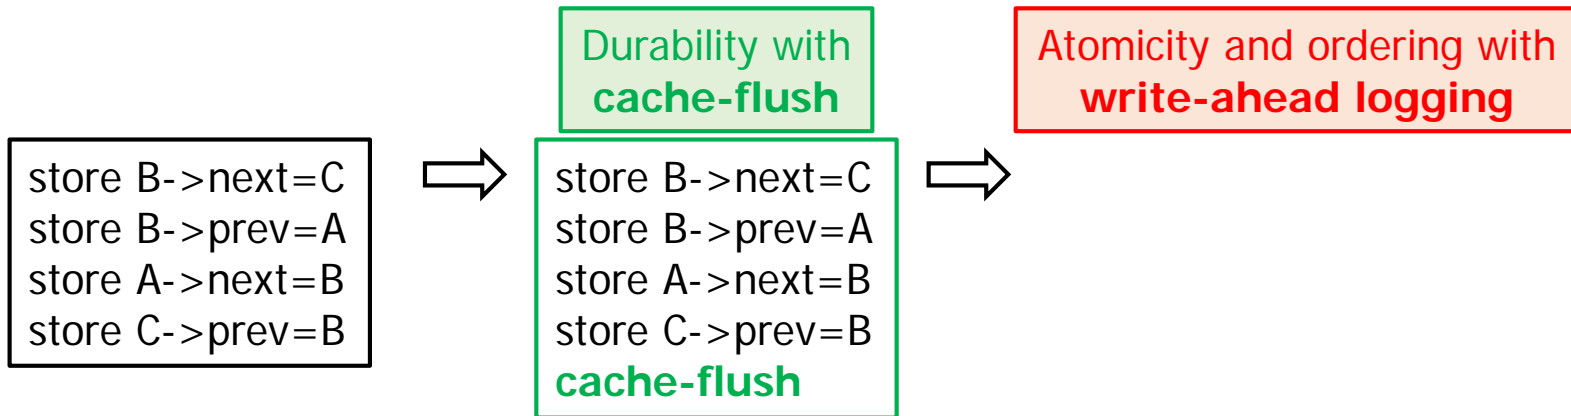 Durability with
cache-flush
Atomicity and ordering with
write-ahead logging
store B->next=C
store B->prev=A
store A->next=B
store C->prev=B
store B->next=C
store B->prev=A
store A->next=B
store C->prev=B
cache-flush